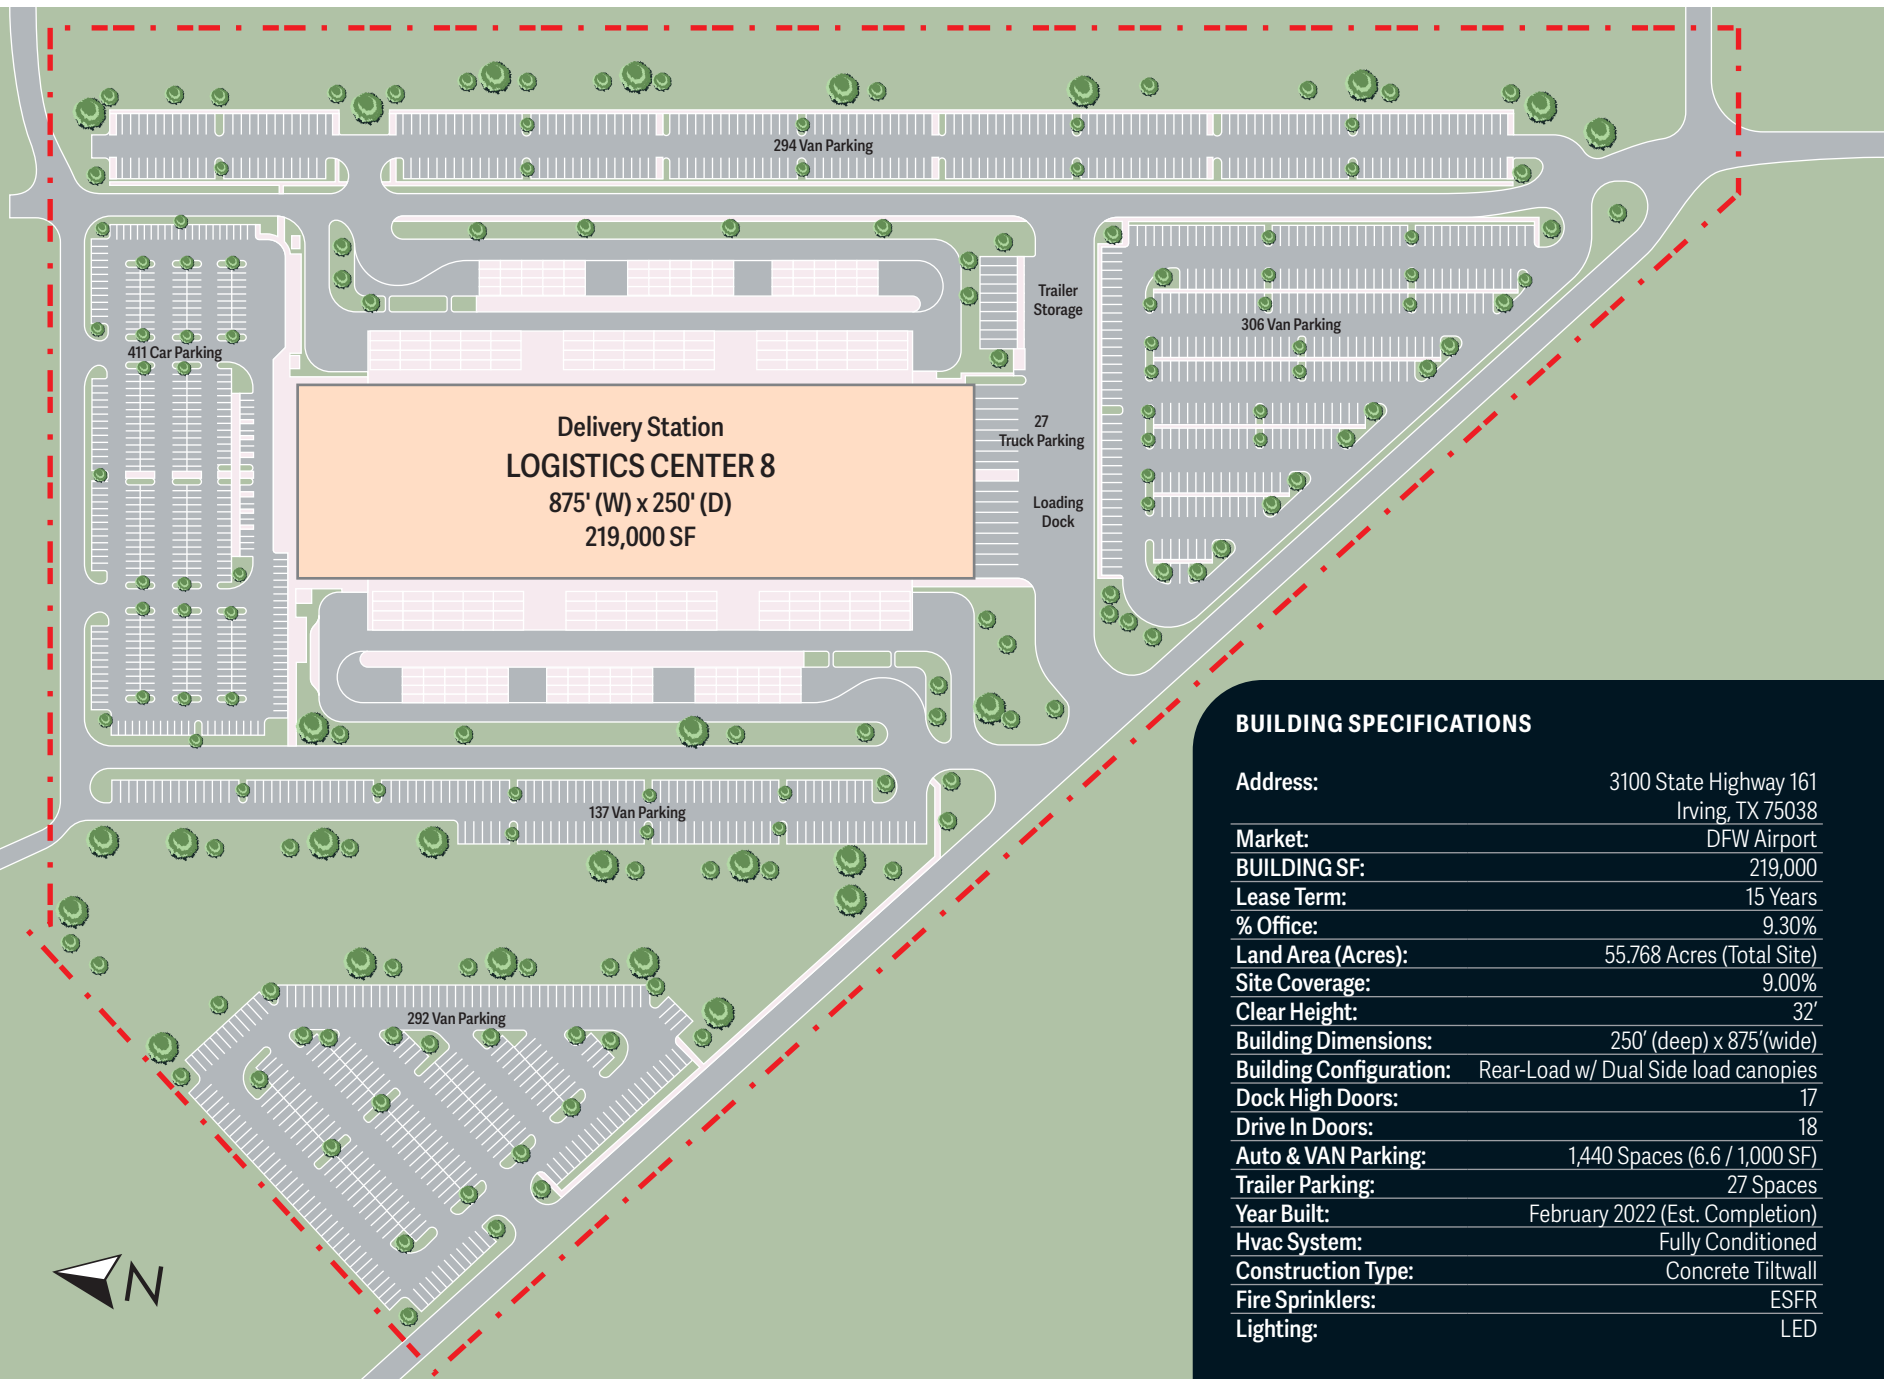 294 Van Parking
Trailer
Storage
306 Van Parking
411 Car Parking
Delivery Station
LOGISTICS CENTER 8
875' (W) x 250' (D)
219,000 SF
27
Truck Parking
Loading
Dock
137 Van Parking
292 Van Parking
N
BUILDING SPECIFICATIONS
Address: 3100 State Highway 161
Irving, TX 75038
Market: DFW Airport
BUILDING SF: 219,000
Lease Term: 15 Years
% Office: 9.30%
Land Area (Acres): 55.768 Acres (Total Site)
Site Coverage: 9.00%
Clear Height: 32’
Building Dimensions: 250’ (deep) x 875’(wide)
Building Configuration: Rear-Load w/ Dual Side load canopies
Dock High Doors: 17
Drive In Doors: 18
Auto & VAN Parking: 1,440 Spaces (6.6 / 1,000 SF)
Trailer Parking: 27 Spaces
Year Built: February 2022 (Est. Completion)
Hvac System: Fully Conditioned
Construction Type: Concrete Tiltwall
Fire Sprinklers: ESFR
Lighting: LED